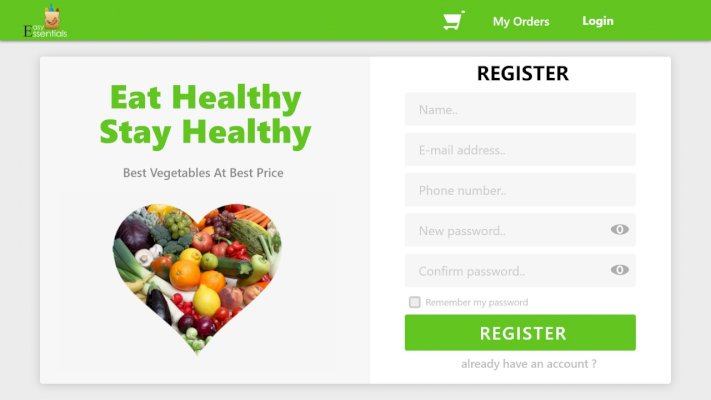 Easy
Essentials
My Orders
Login
Eat Healthy
Stay Healthy
Best Vegetables At Best Price
REGISTER
Name..
E-mail address..
Phone number..
New password..
Confirm password..
Remember my password
REGISTER
already have an account ?